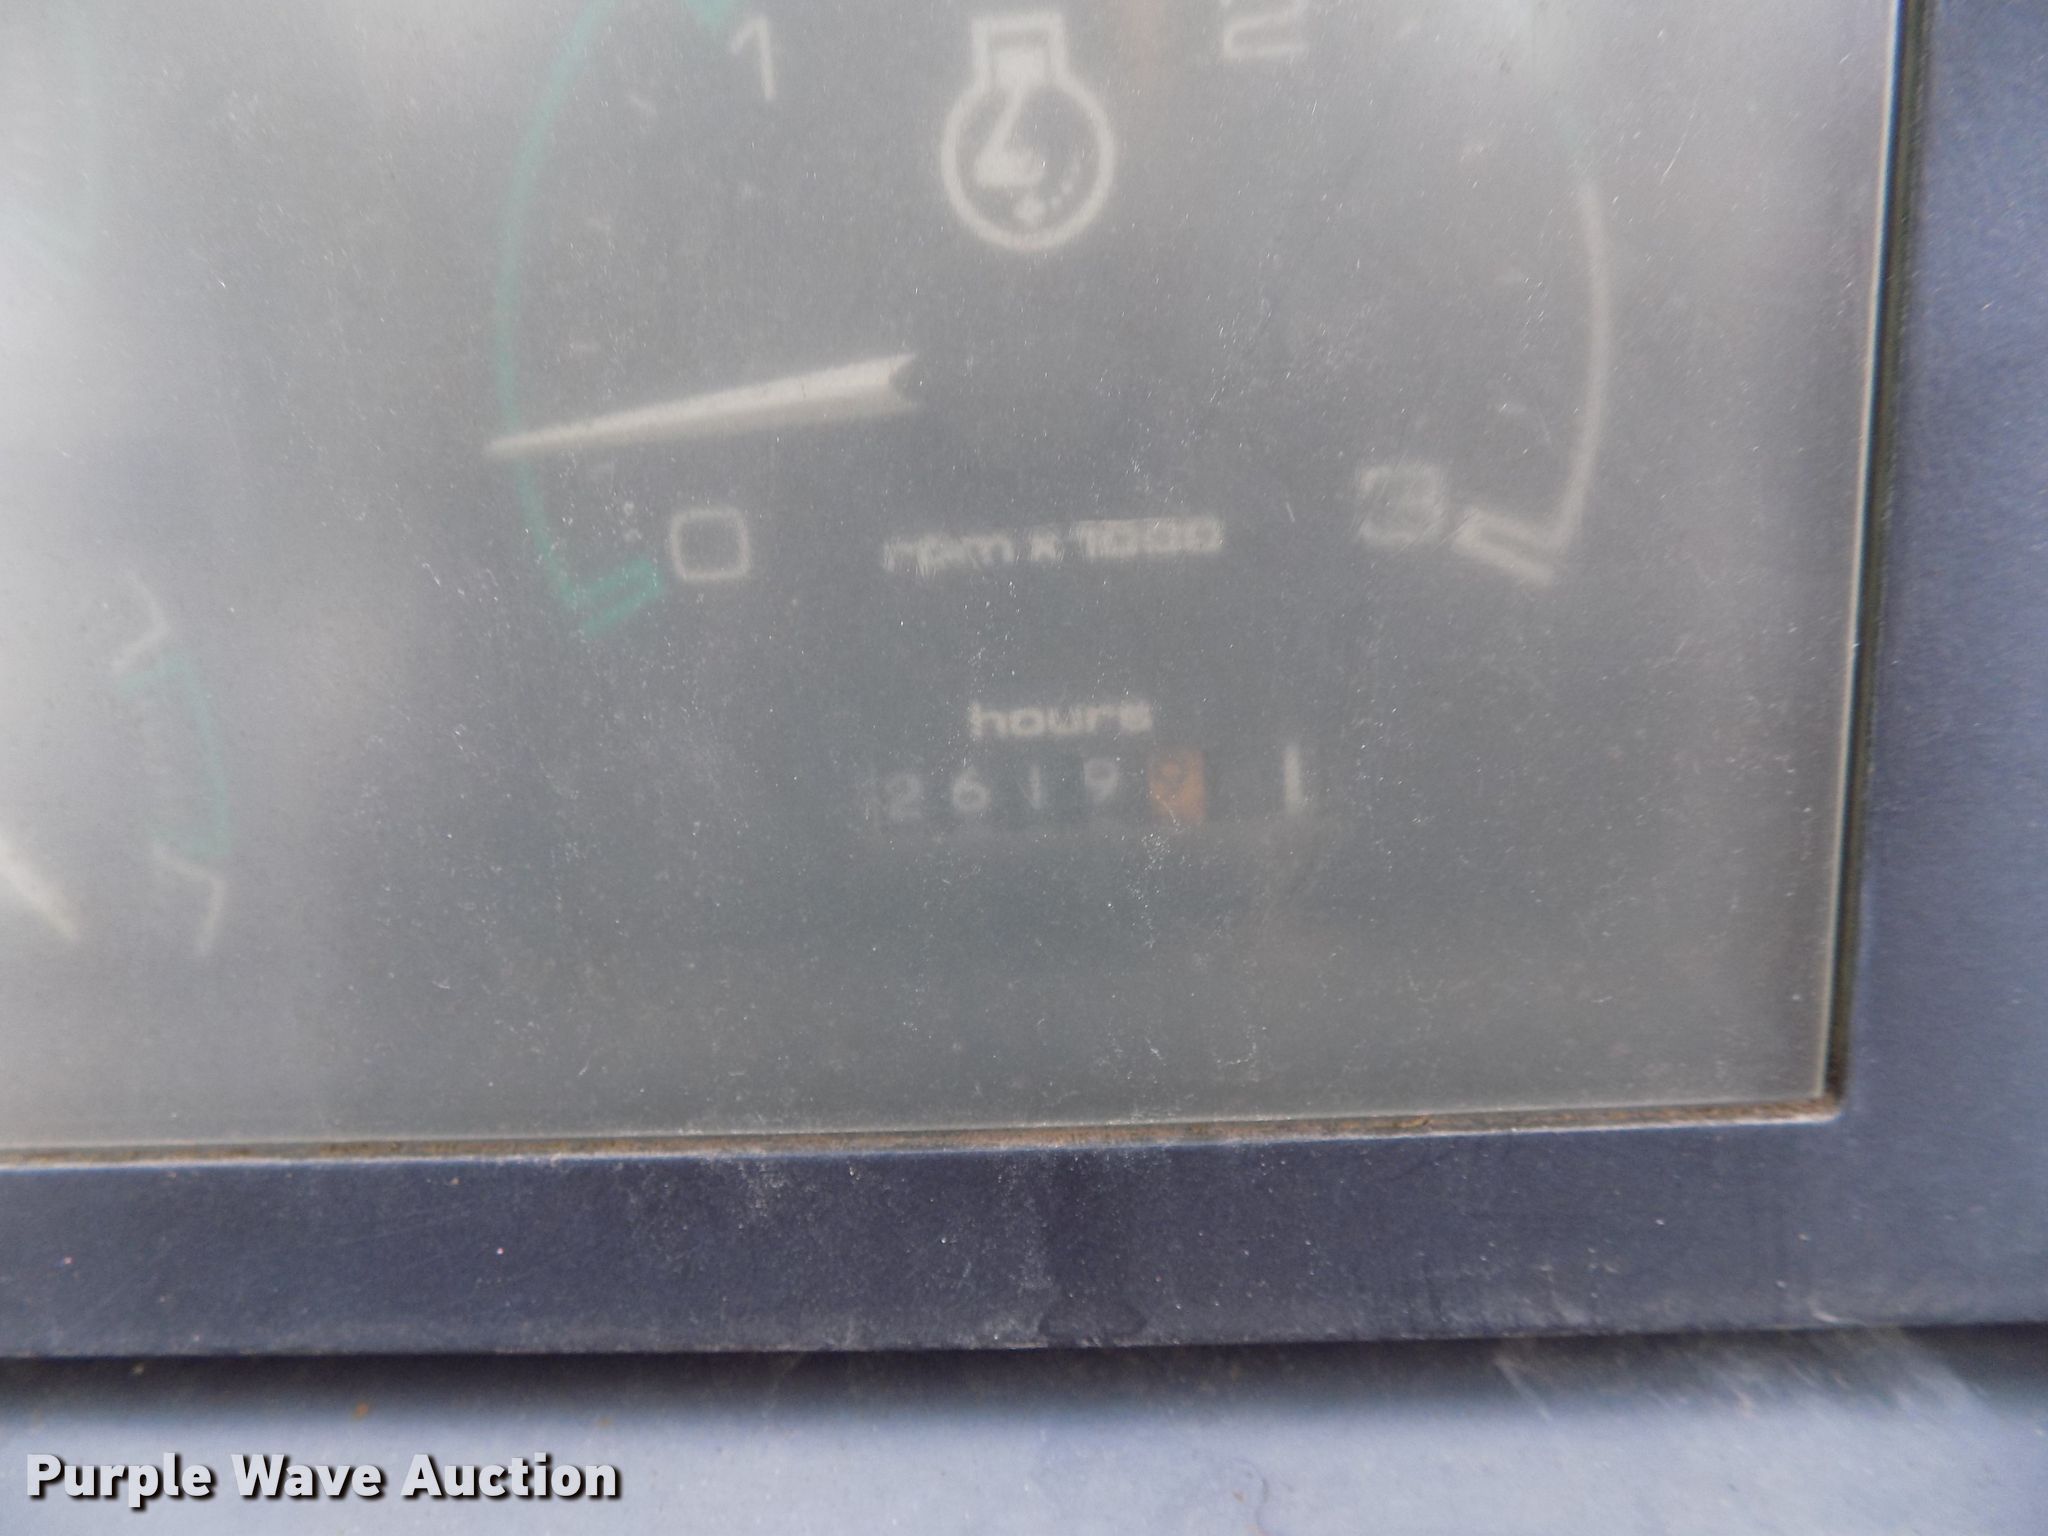 1 2
0 3
rpm x 1000
hours
2619
Purple Wave Auction